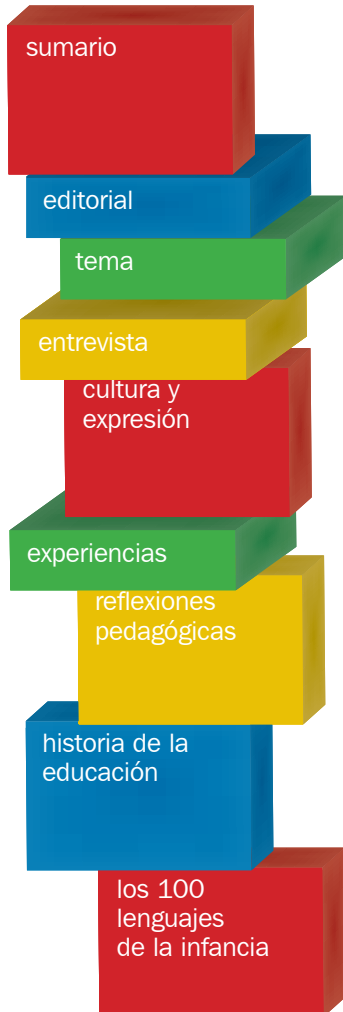 sumario
editorial
tema
entrevista
cultura y
expresión
experiencias
reflexiones
pedagógicas
historia de la
educación
los 100
lenguajes
de la infancia